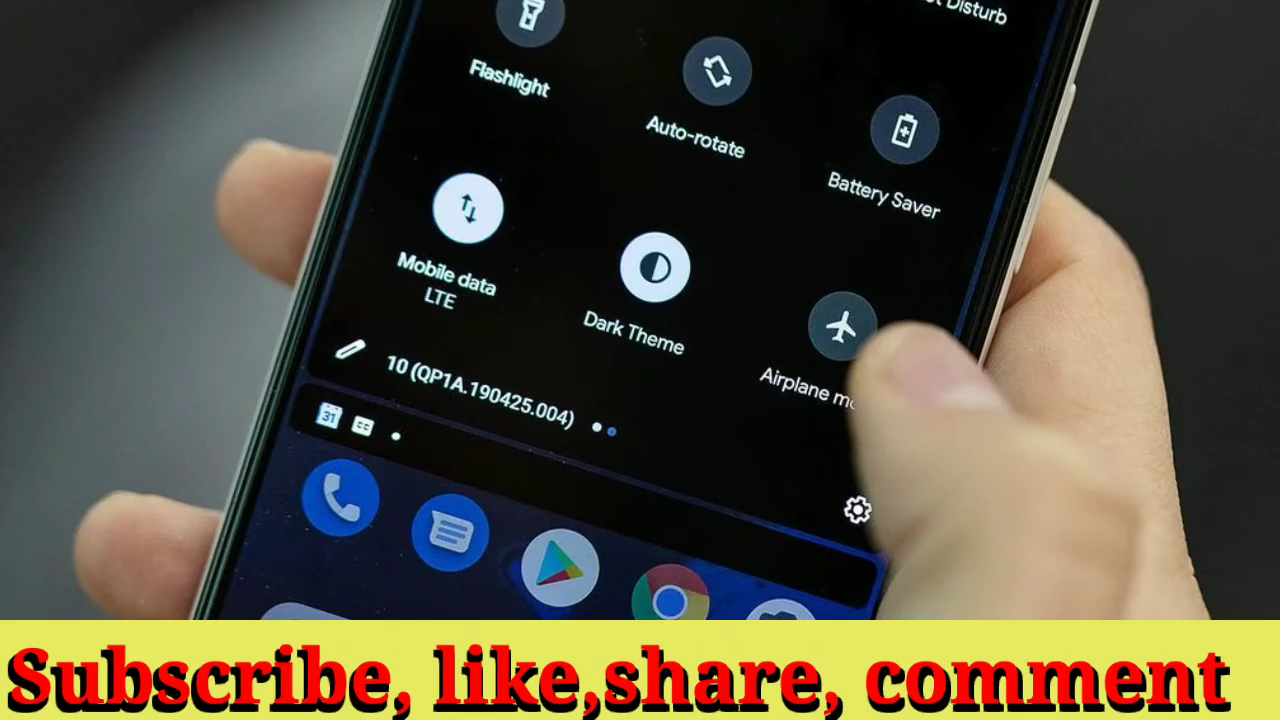 Disturb
Flashlight
Auto-rotate
Battery Saver
Mobile data
LTE
Dark Theme
Airplane
10 (QP1A.190425.004)
31
Subscribe, like,share, comment